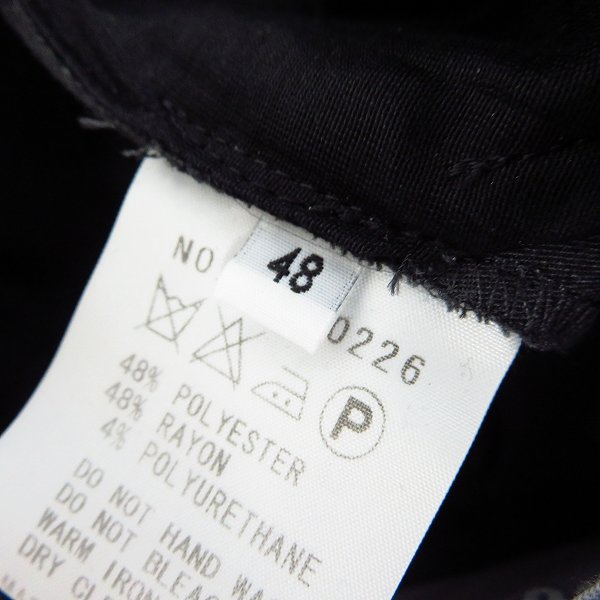 48
NO 0226
P
48% POLYESTER
48% RAYON
4% POLYURETHANE
DO NOT HAND WA
DO NOT BLEAC
WARM IRON
DRY CL